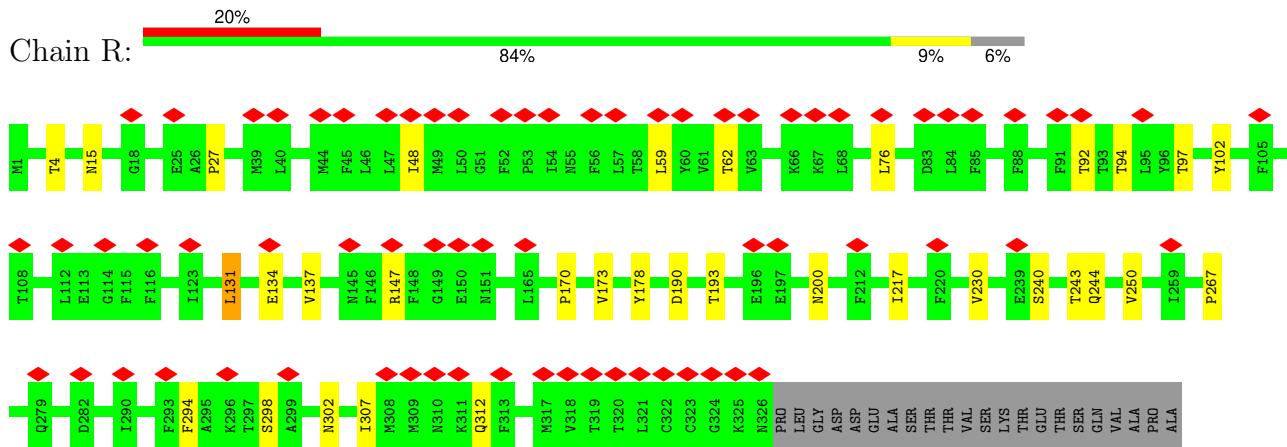 20%
Chain R:
84% 9% 6%
M1 T4 N15 G18 E25 A26 P27 M39 L40 M44 F45 L46 L47 I48 M49 L50 G51 F52 P53 I54 N55 F56 L57 T58 L59 Y60 V61 T62 V63 K66 K67 L68 L76 D83 L84 F85 F88 F91 T92 T93 T94 L95 Y96 T97 Y102 F105
T108 L112 E113 G114 F115 F116 I123 L131 E134 V137 N145 F146 R147 F148 G149 E150 N151 L165 P170 V173 Y178 D190 T193 E196 E197 N200 F212 I217 F220 V230 E239 S240 T243 Q244 V250 I259 P267
Q279 D282 I290 F293 F294 A295 K296 T297 S298 A299 N302 I307 M308 M309 N310 K311 Q312 F313 M317 V318 T319 T320 L321 C322 C323 G324 K325 N326 PRO LEU GLY ASP ASP GLU ALA SER THR THR VAL SER LYS THR GLU THR SER GLN VAL ALA PRO ALA